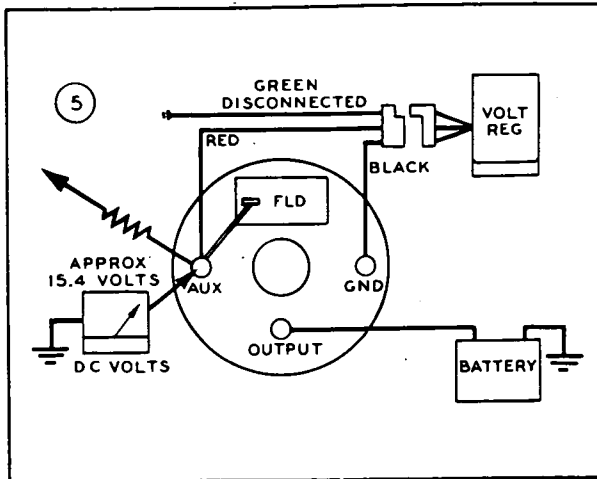 5
GREEN
DISCONNECTED
VOLT
REG
RED
BLACK
FLD
APPROX
15.4 VOLTS
AUX
GND
DC VOLTS
OUTPUT
BATTERY